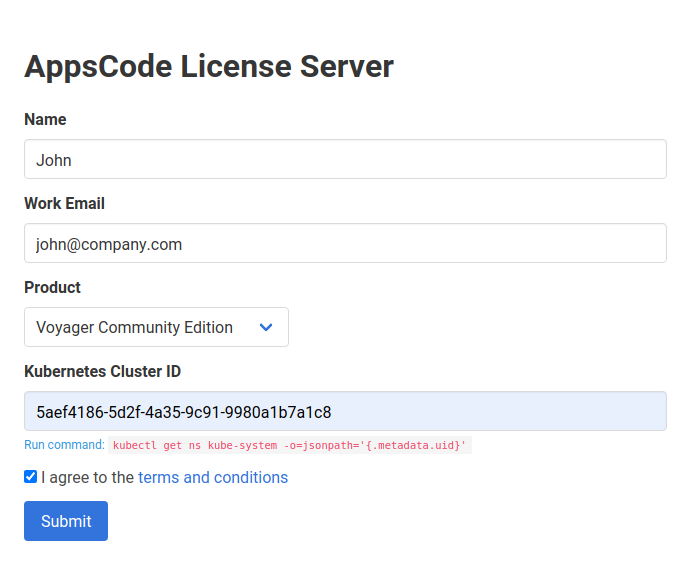 AppsCode License Server
Name
John
Work Email
john@company.com
Product
Voyager Community Edition
Kubernetes Cluster ID
5aef4186-5d2f-4a35-9c91-9980a1b7a1c8
Run command: kubectl get ns kube-system -o=jsonpath='{.metadata.uid}'
I agree to the terms and conditions
Submit